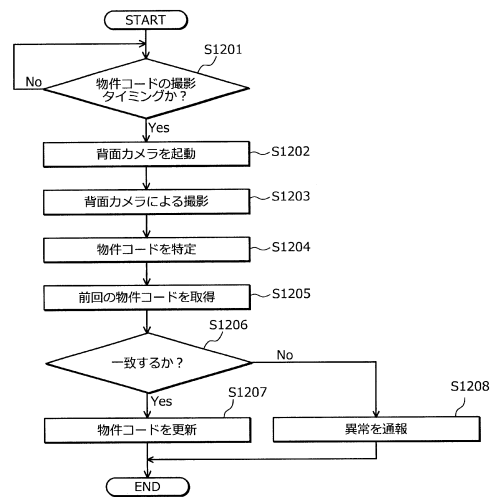 START
S1201
物件コードの撮影
タイミングか？
No
Yes
背面カメラを起動
S1202
背面カメラによる撮影
S1203
物件コードを特定
S1204
前回の物件コードを取得
S1205
S1206
一致するか？
No
Yes
S1207
S1208
物件コードを更新
異常を通報
END